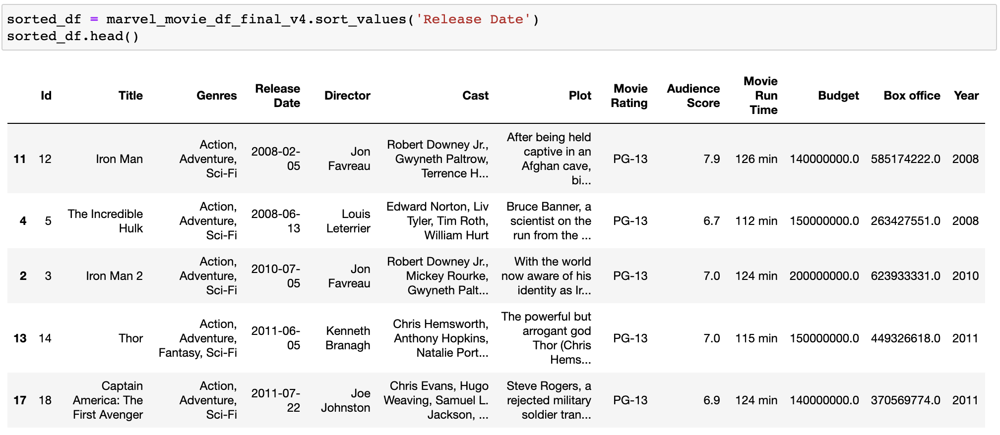 sorted_df = marvel_movie_df_final_v4.sort_values('Release Date')
sorted_df.head()
Id Title Genres Release Date Director Cast Plot Movie Rating Audience Score Movie Run Time Budget Box office Year
11 12 Iron Man Action, Adventure, Sci-Fi 2008-02-05 Jon Favreau Robert Downey Jr., Gwyneth Paltrow, Terrence H... After being held captive in an Afghan cave, bi... PG-13 7.9 126 min 140000000.0 585174222.0 2008
4 5 The Incredible Hulk Action, Adventure, Sci-Fi 2008-06-13 Louis Leterrier Edward Norton, Liv Tyler, Tim Roth, William Hurt Bruce Banner, a scientist on the run from the ... PG-13 6.7 112 min 150000000.0 263427551.0 2008
2 3 Iron Man 2 Action, Adventure, Sci-Fi 2010-07-05 Jon Favreau Robert Downey Jr., Mickey Rourke, Gwyneth Palt... With the world now aware of his identity as Ir... PG-13 7.0 124 min 200000000.0 623933331.0 2010
13 14 Thor Action, Adventure, Fantasy, Sci-Fi 2011-06-05 Kenneth Branagh Chris Hemsworth, Anthony Hopkins, Natalie Port... The powerful but arrogant god Thor (Chris Hems... PG-13 7.0 115 min 150000000.0 449326618.0 2011
17 18 Captain America: The First Avenger Action, Adventure, Sci-Fi 2011-07-22 Joe Johnston Chris Evans, Hugo Weaving, Samuel L. Jackson, ... Steve Rogers, a rejected military soldier tran... PG-13 6.9 124 min 140000000.0 370569774.0 2011